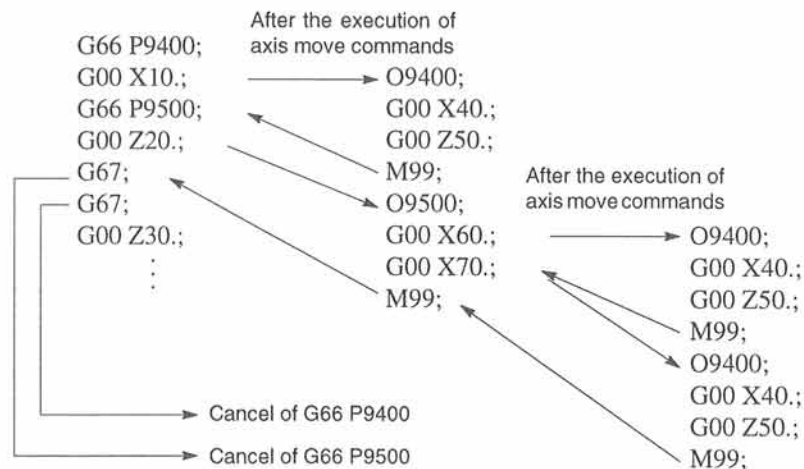 G66 P9400;
G00 X10.;
G66 P9500;
G00 Z20.;
G67;
G67;
G00 Z30.;
After the execution of
axis move commands
O9400;
G00 X40.;
G00 Z50.;
M99;
O9500;
G00 X60.;
G00 X70.;
M99;
After the execution of
axis move commands
O9400;
G00 X40.;
G00 Z50.;
M99;
O9400;
G00 X40.;
G00 Z50.;
M99;
Cancel of G66 P9400
Cancel of G66 P9500